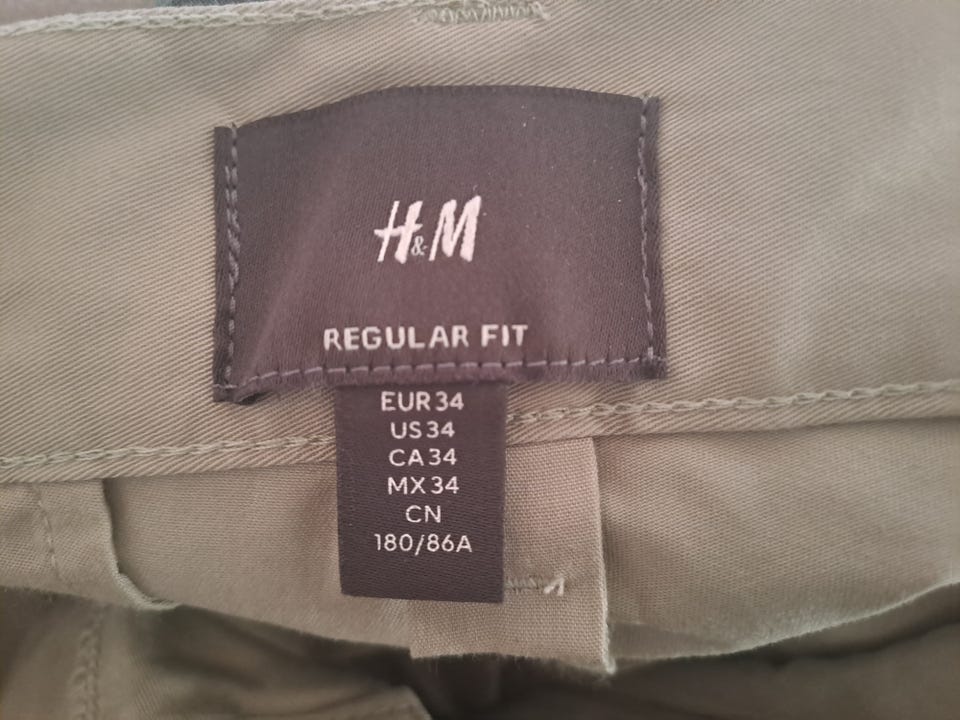 H&M
REGULAR FIT
EUR 34
US 34
CA 34
MX 34
CN
180/86A